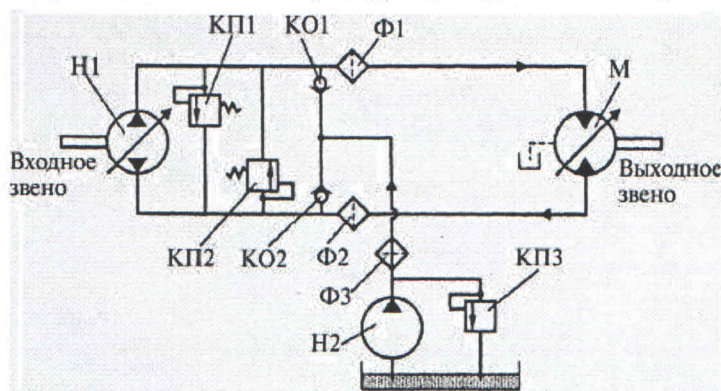 КП1
КО1
Ф1
Н1
М
Входное
звено
Выходное
звено
КП2
КО2
Ф2
Ф3
КП3
Н2